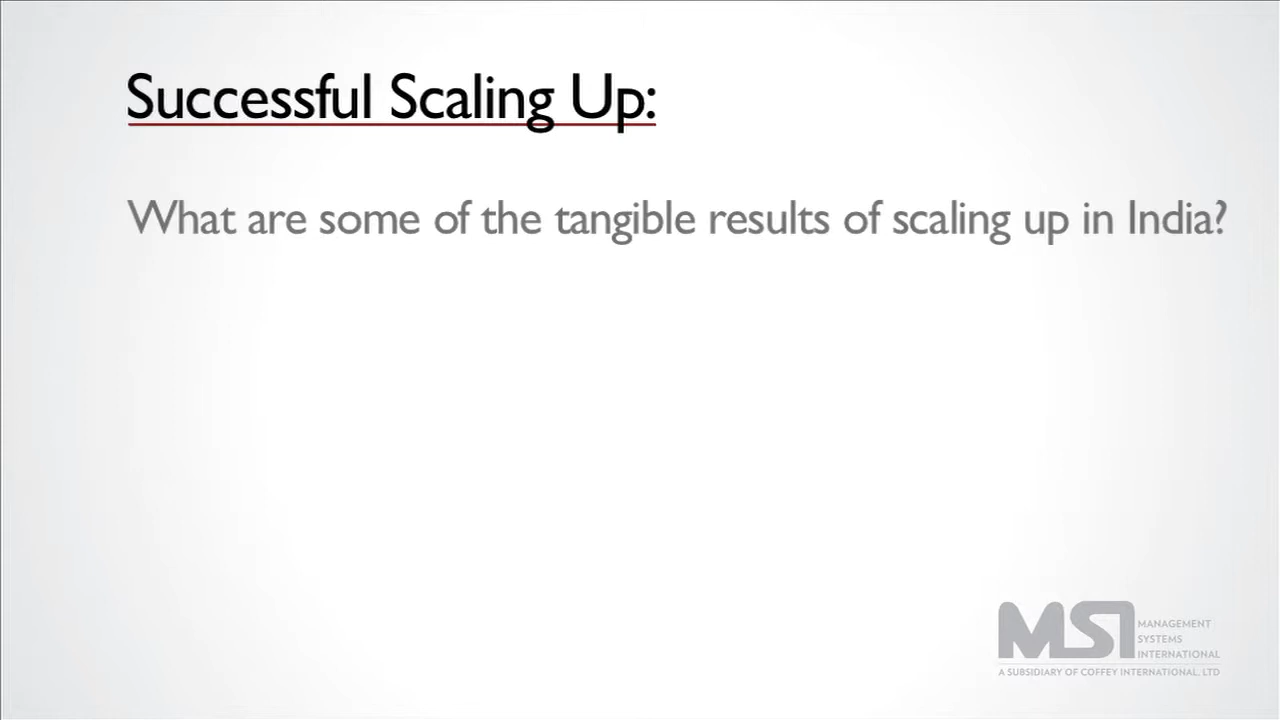 Successful Scaling Up:
What are some of the tangible results of scaling up in India?
MSI
MANAGEMENT
SYSTEMS
INTERNATIONAL
A SUBSIDIARY OF COFFEY INTERNATIONAL, LTD